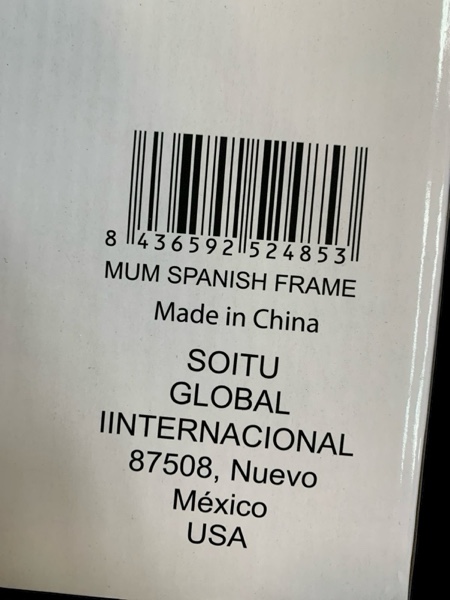 8 436592 524853
MUM SPANISH FRAME
Made in China
SOITU
GLOBAL
IINTERNACIONAL
87508, Nuevo
México
USA